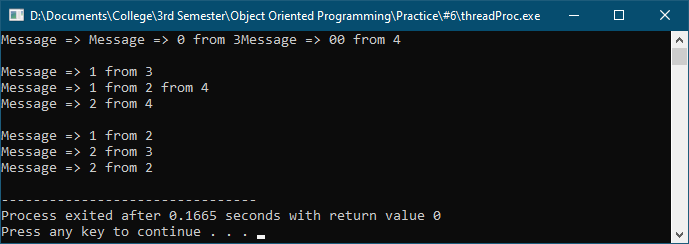 D:\Documents\College\3rd Semester\Object Oriented Programming\Practice\#6\threadProc.exe
Message => Message => 0 from 3Message => 00 from 4
Message => 1 from 3
Message => 1 from 2 from 4
Message => 2 from 4
Message => 1 from 2
Message => 2 from 3
Message => 2 from 2
--------------------------------
Process exited after 0.1665 seconds with return value 0
Press any key to continue . . .